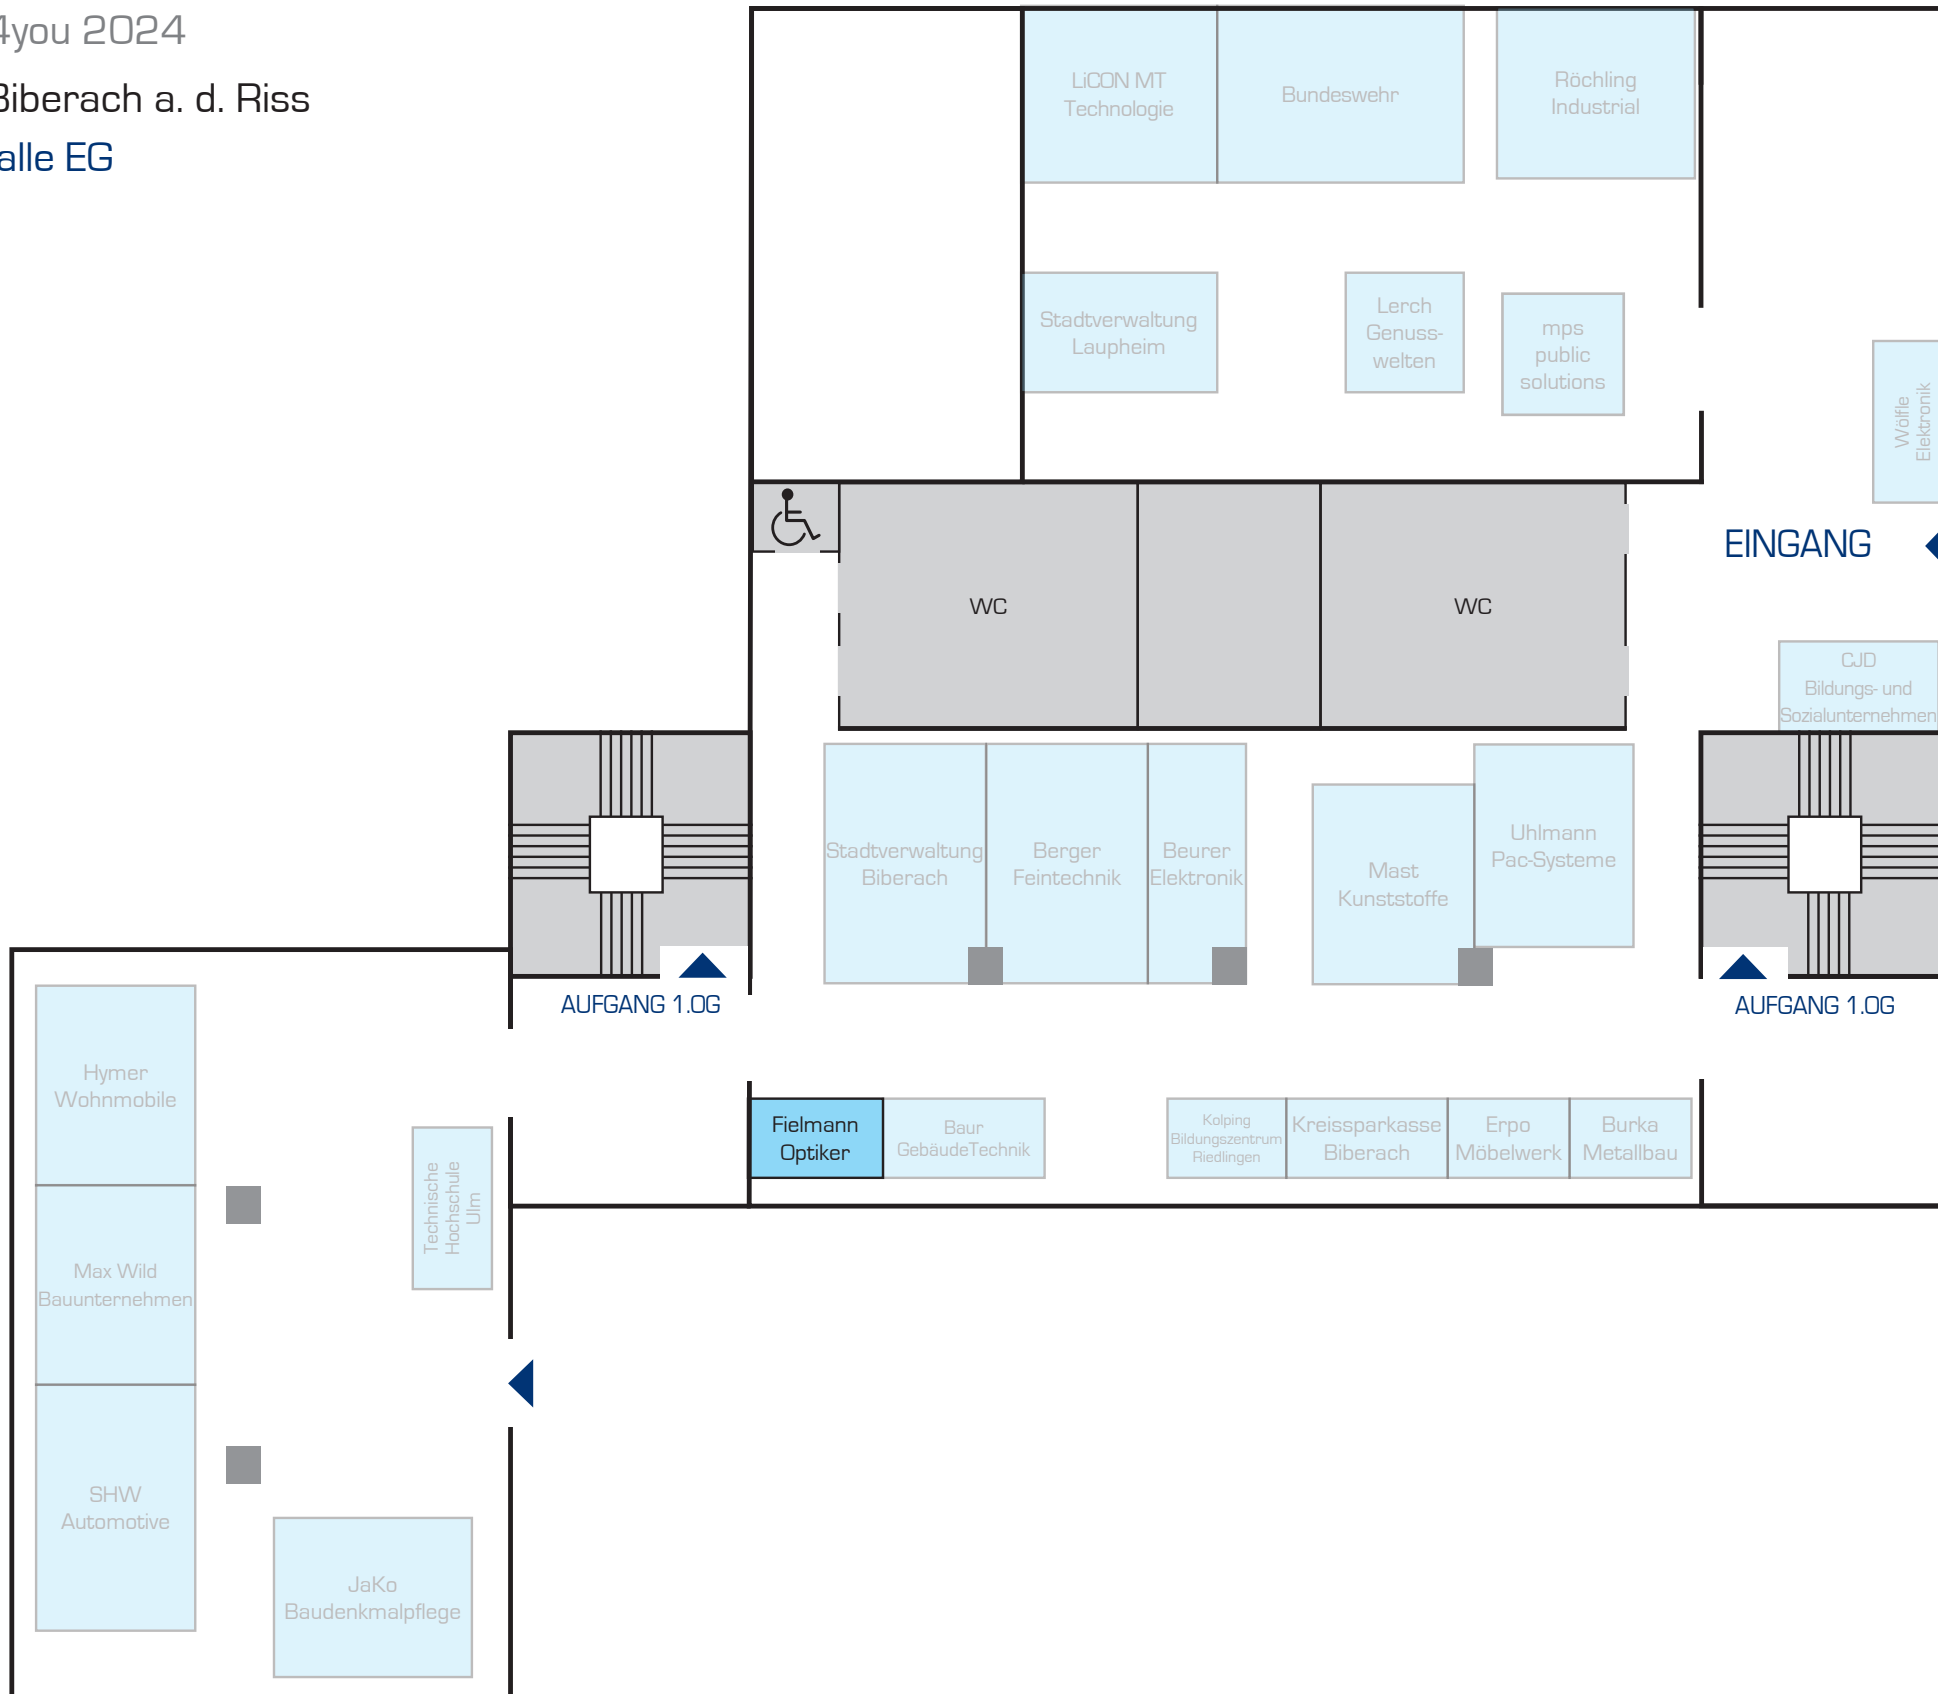 4you 2024
Biberach a. d. Riss
alle EG
LiCON MT
Technologie
Bundeswehr
Röchling
Industrial
Stadtverwaltung
Laupheim
Lerch
Genuss-
welten
mps
public
solutions
Wölfle
Elektronik
EINGANG
WC
WC
CJD
Bildungs- und
Sozialunternehmen
Stadtverwaltung
Biberach
Berger
Feintechnik
Beurer
Elektronik
Mast
Kunststoffe
Uhlmann
Pac-Systeme
AUFGANG 1.OG
AUFGANG 1.OG
Hymer
Wohnmobile
Technische
Hochschule
Ulm
Fielmann
Optiker
Baur
GebäudeTechnik
Kolping
Bildungszentrum
Riedlingen
Kreissparkasse
Biberach
Erpo
Möbelwerk
Burka
Metallbau
Max Wild
Bauunternehmen
SHW
Automotive
JaKo
Baudenkmalpflege